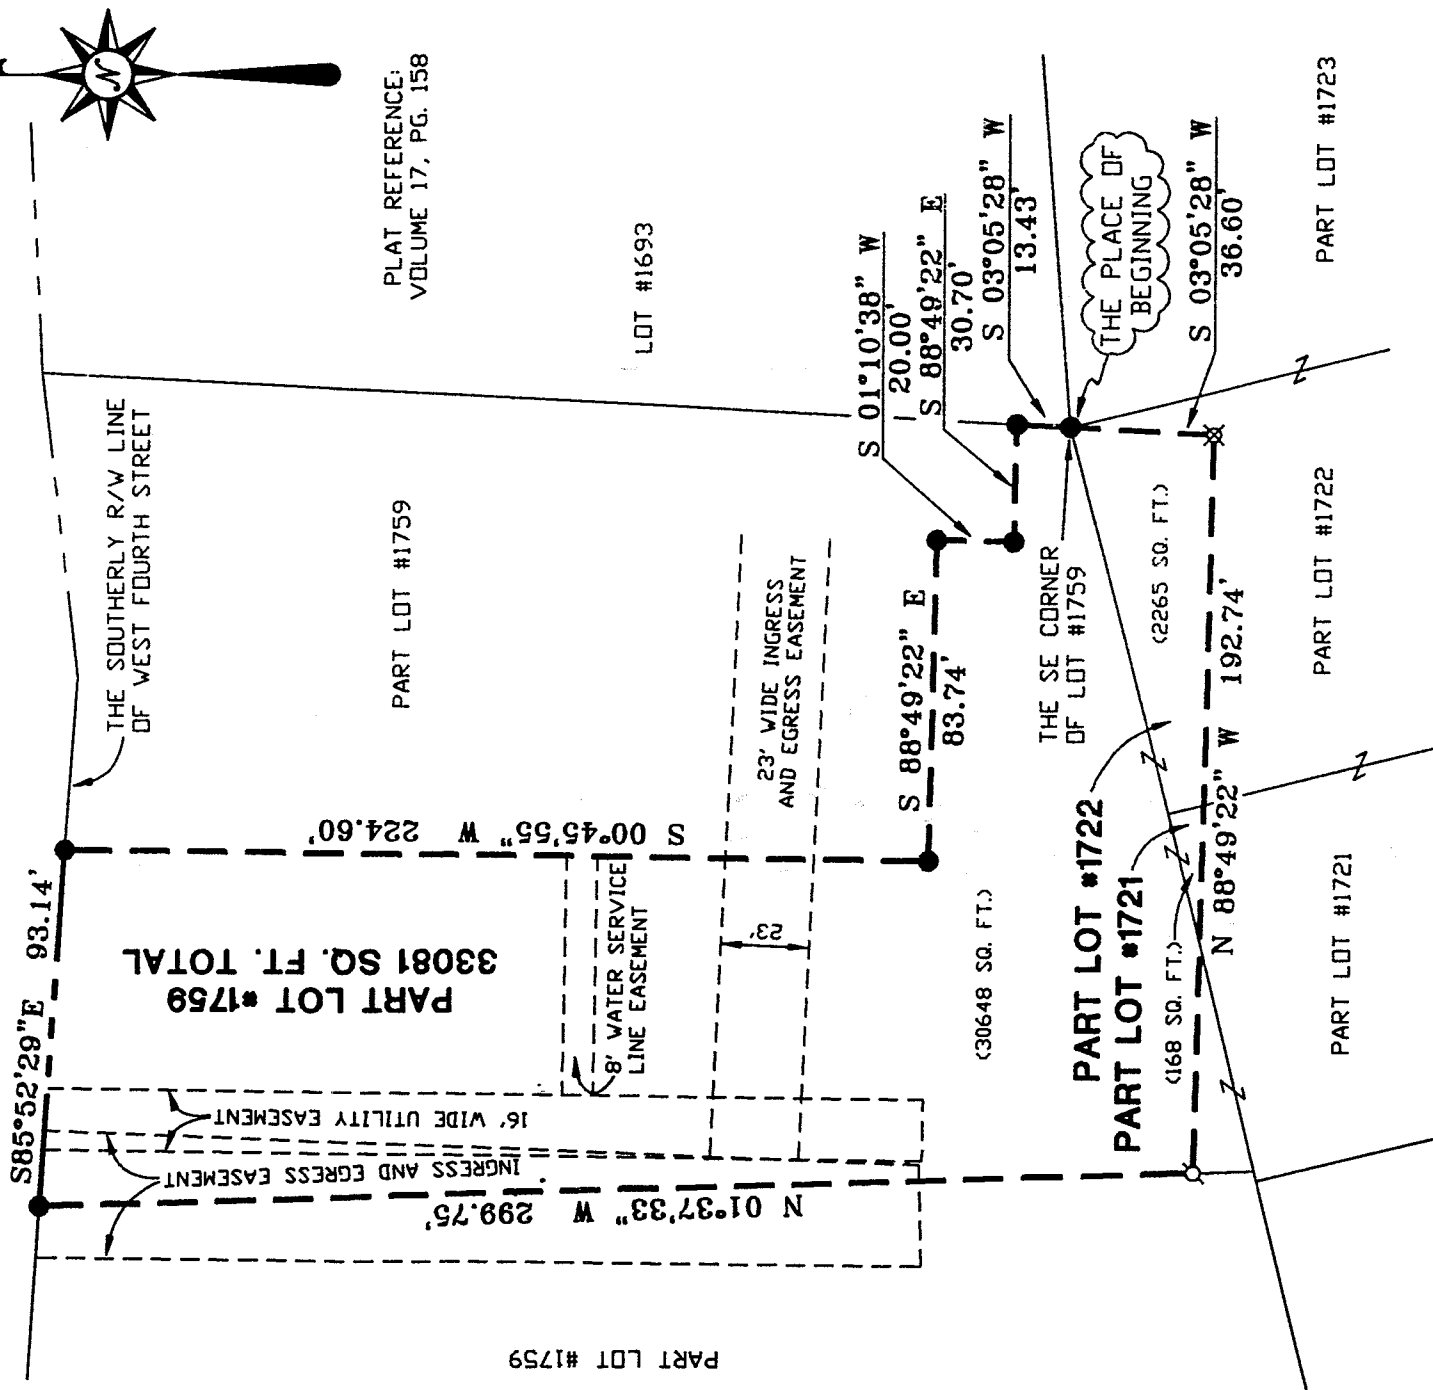 N
PLAT REFERENCE:
VOLUME 17, PG. 158
THE SOUTHERLY R/W LINE
OF WEST FOURTH STREET
LOT #1693
PART LOT #1759
S85°52'29"E 93.14'
PART LOT #1759
33081 SQ. FT. TOTAL
S 00°45'55" W 224.60'
8' WATER SERVICE
LINE EASEMENT
23' WIDE INGRESS
AND EGRESS EASEMENT
23'
16' WIDE UTILITY EASEMENT
INGRESS AND EGRESS EASEMENT
N 01°37'33" W 299.75'
PART LOT #1759
S 88°49'22" E
83.74'
S 01°10'38" W
20.00'
S 88°49'22" E
30.70'
S 03°05'28" W
13.43'
THE PLACE OF
BEGINNING
S 03°05'28" W
36.60'
THE SE CORNER
OF LOT #1759
(30648 SQ. FT.)
(2265 SQ. FT.)
PART LOT #1722
PART LOT #1721
(168 SQ. FT.)
N 88°49'22" W 192.74'
PART LOT #1723
PART LOT #1722
PART LOT #1721